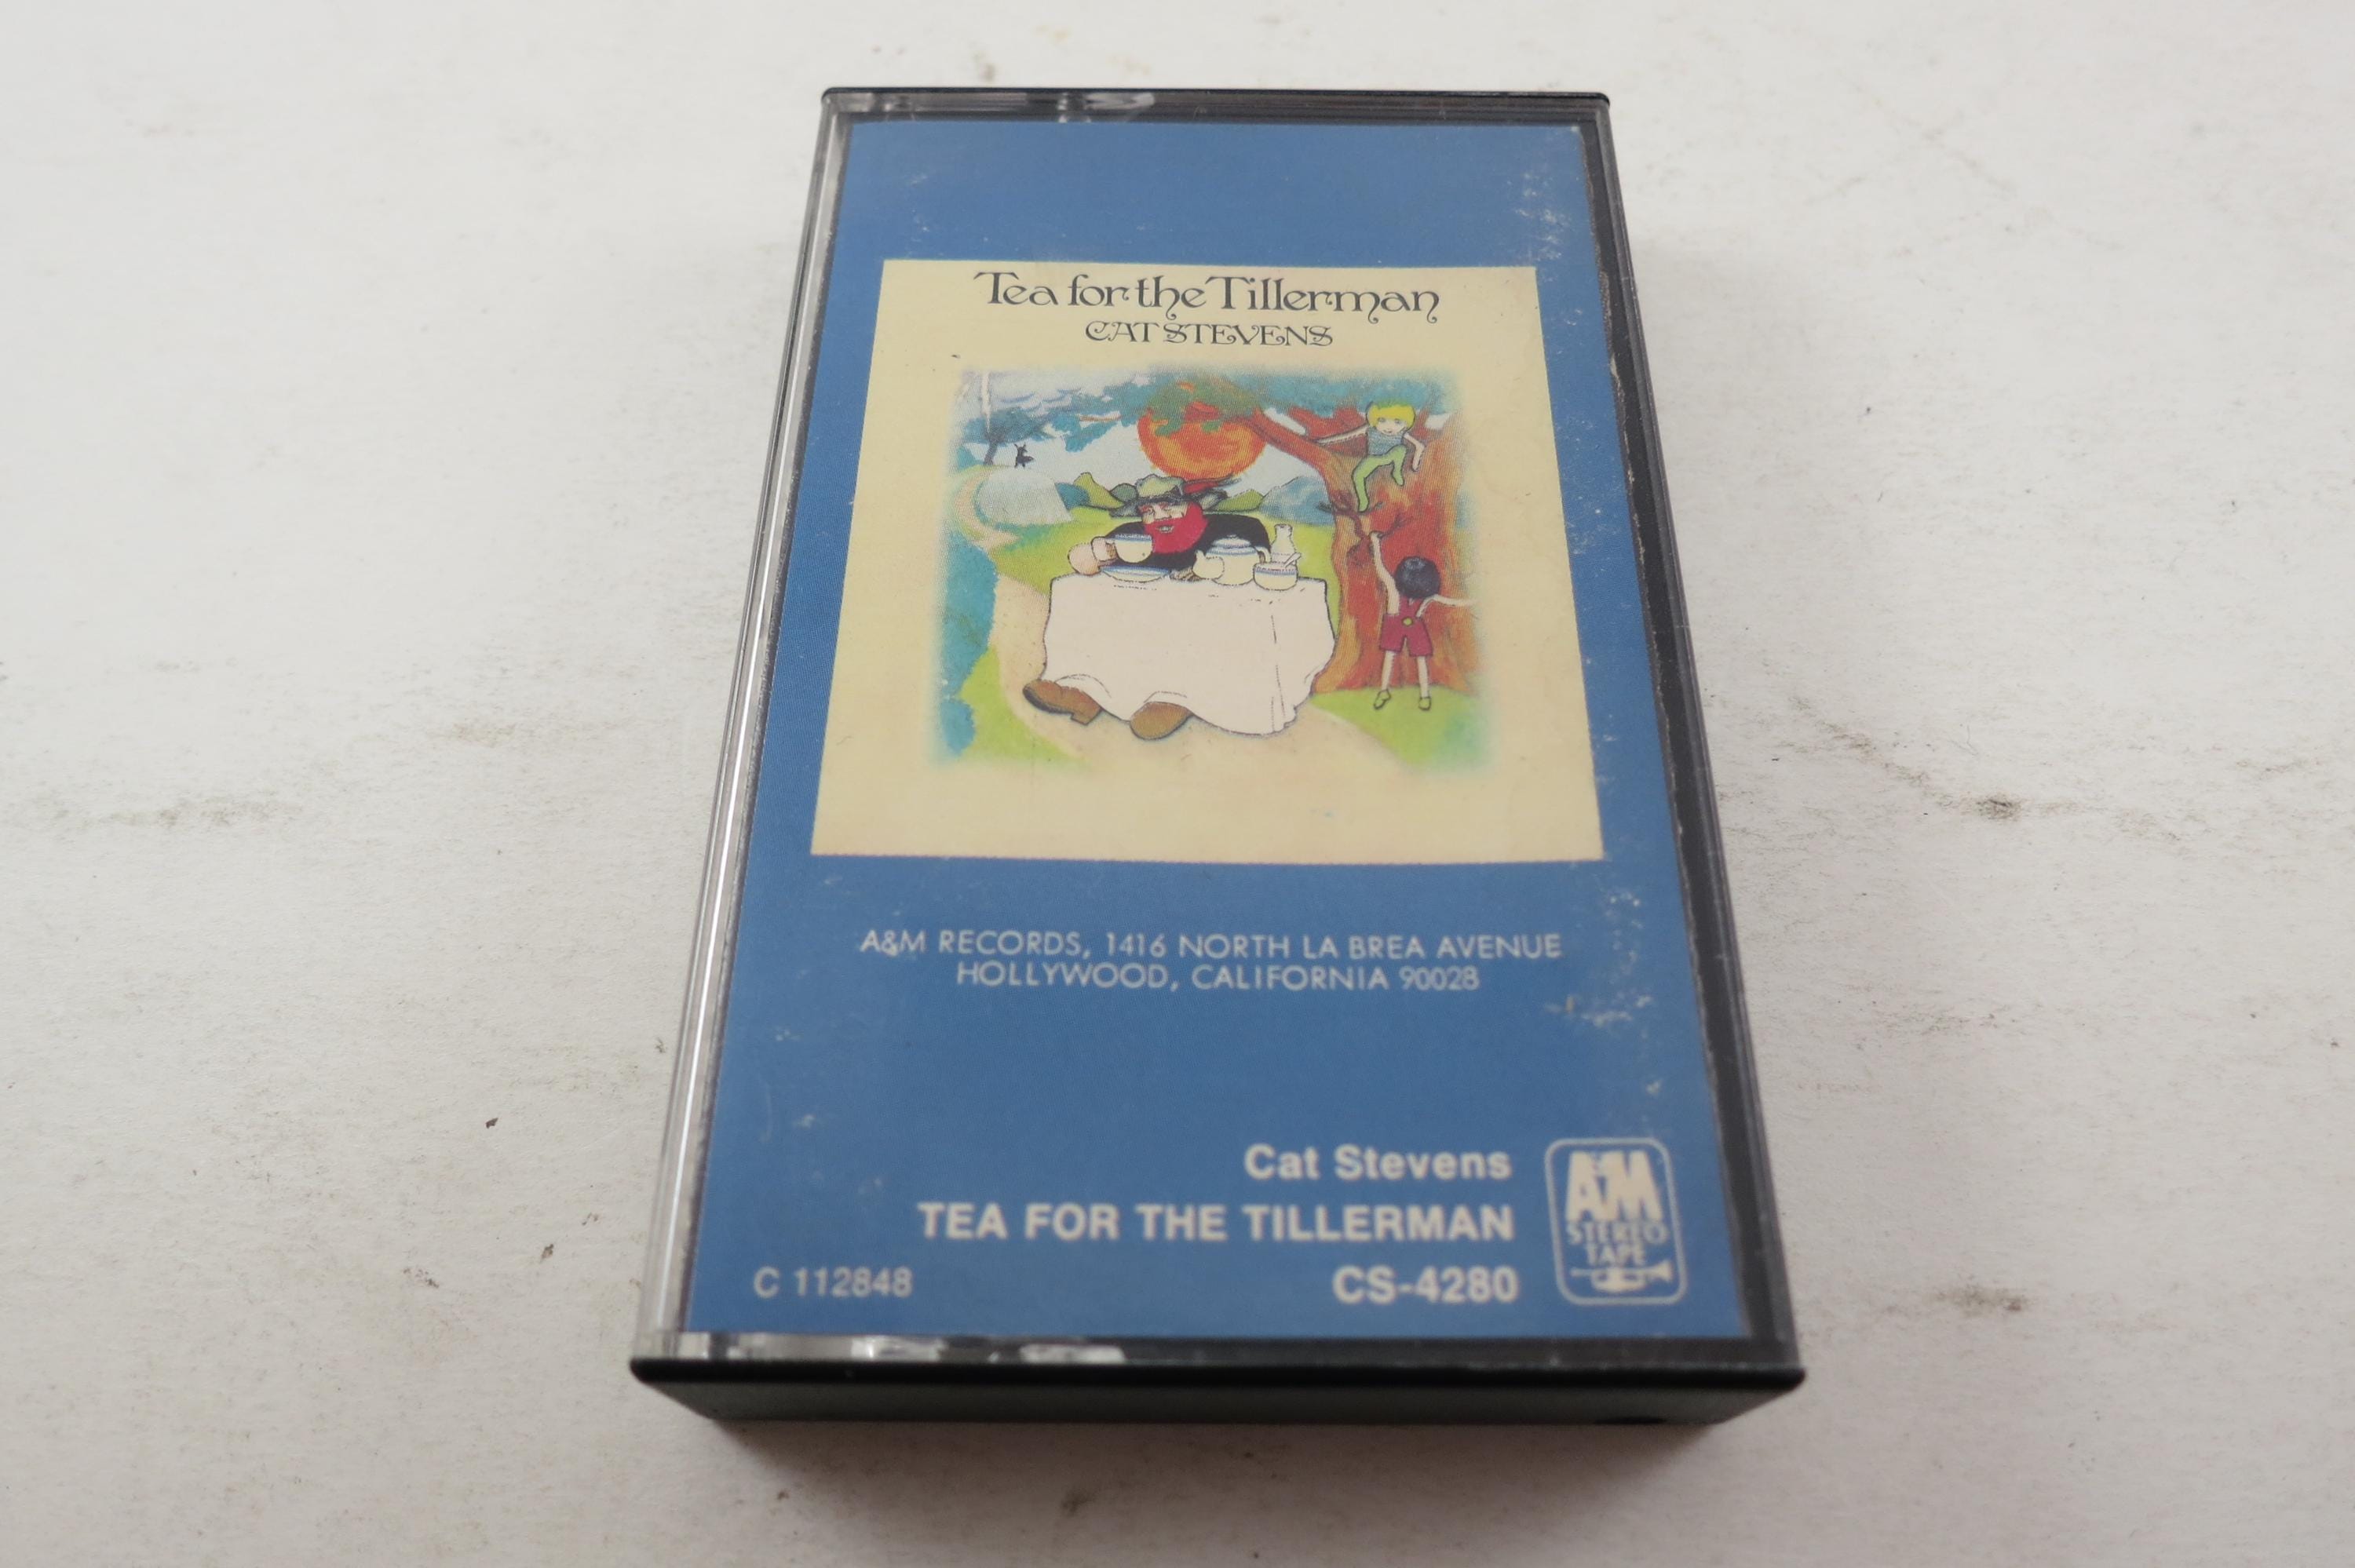 Tea for the Tillerman
CAT STEVENS
A&M RECORDS, 1416 NORTH LA BREA AVENUE
HOLLYWOOD, CALIFORNIA 90028
Cat Stevens
TEA FOR THE TILLERMAN
C 112848
CS-4280
A&M
STEREO
TAPE